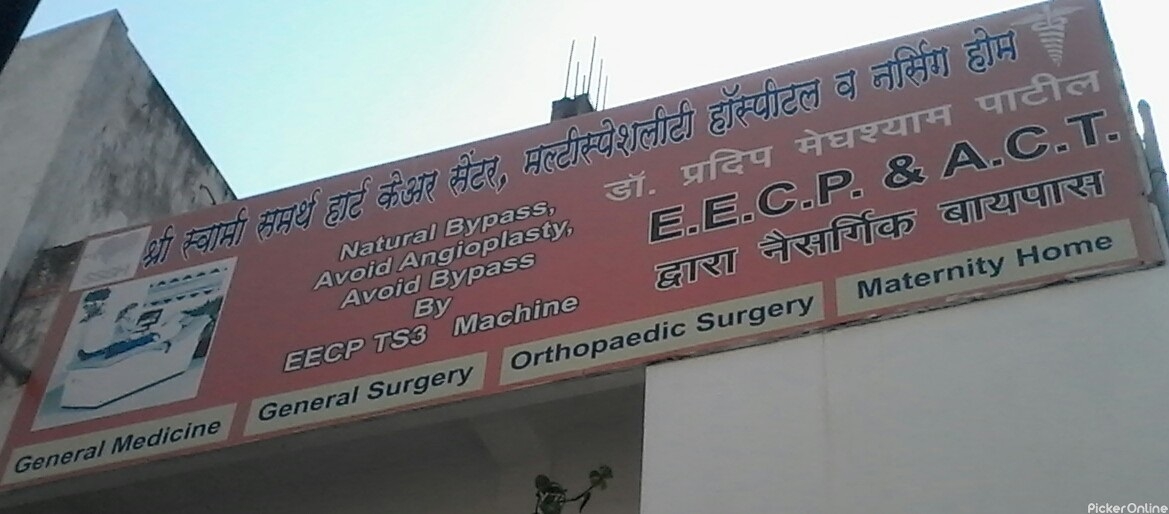 श्री स्वामी समर्थ हार्ट केअर सेंटर, मल्टीस्पेशलीटी हॉस्पीटल व नर्सिग होम
डॉ. प्रदिप मेघश्याम पाटील
Natural Bypass,
Avoid Angioplasty,
Avoid Bypass
By
EECP TS3 Machine
E.E.C.P. & A.C.T.
द्वारा नैसर्गिक बायपास
General Medicine
General Surgery
Orthopaedic Surgery
Maternity Home
PickerOnline